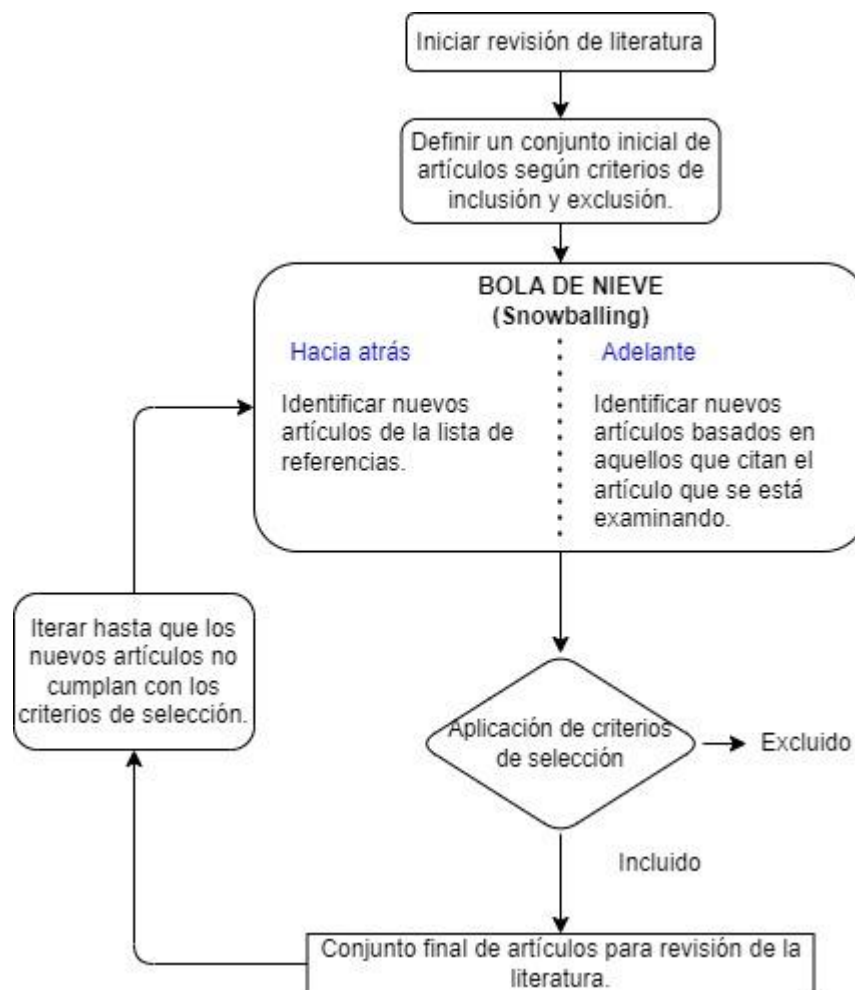 Iniciar revisión de literatura
Definir un conjunto inicial de
artículos según criterios de
inclusión y exclusión.
BOLA DE NIEVE
(Snowballing)
Hacia atrás
Identificar nuevos
artículos de la lista de
referencias.
Adelante
Identificar nuevos
artículos basados en
aquellos que citan el
artículo que se está
examinando.
Iterar hasta que los
nuevos artículos no
cumplan con los
criterios de selección.
Aplicación de criterios
de selección
Excluido
Incluido
Conjunto final de artículos para revisión de la
literatura.